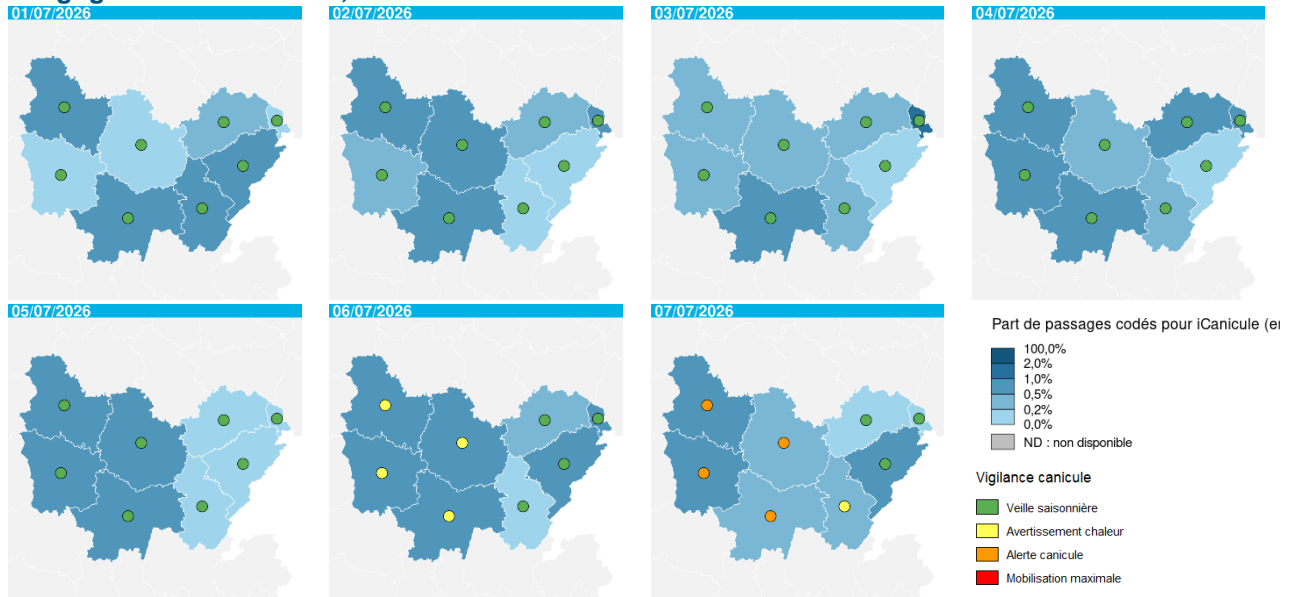 01/07/2026
02/07/2026
03/07/2026
04/07/2026
05/07/2026
06/07/2026
07/07/2026
Part de passages codés pour iCanicule (e
100,0%
2,0%
1,0%
0,5%
0,2%
0,0%
ND : non disponible
Vigilance canicule
Veille saisonnière
Avertissement chaleur
Alerte canicule
Mobilisation maximale